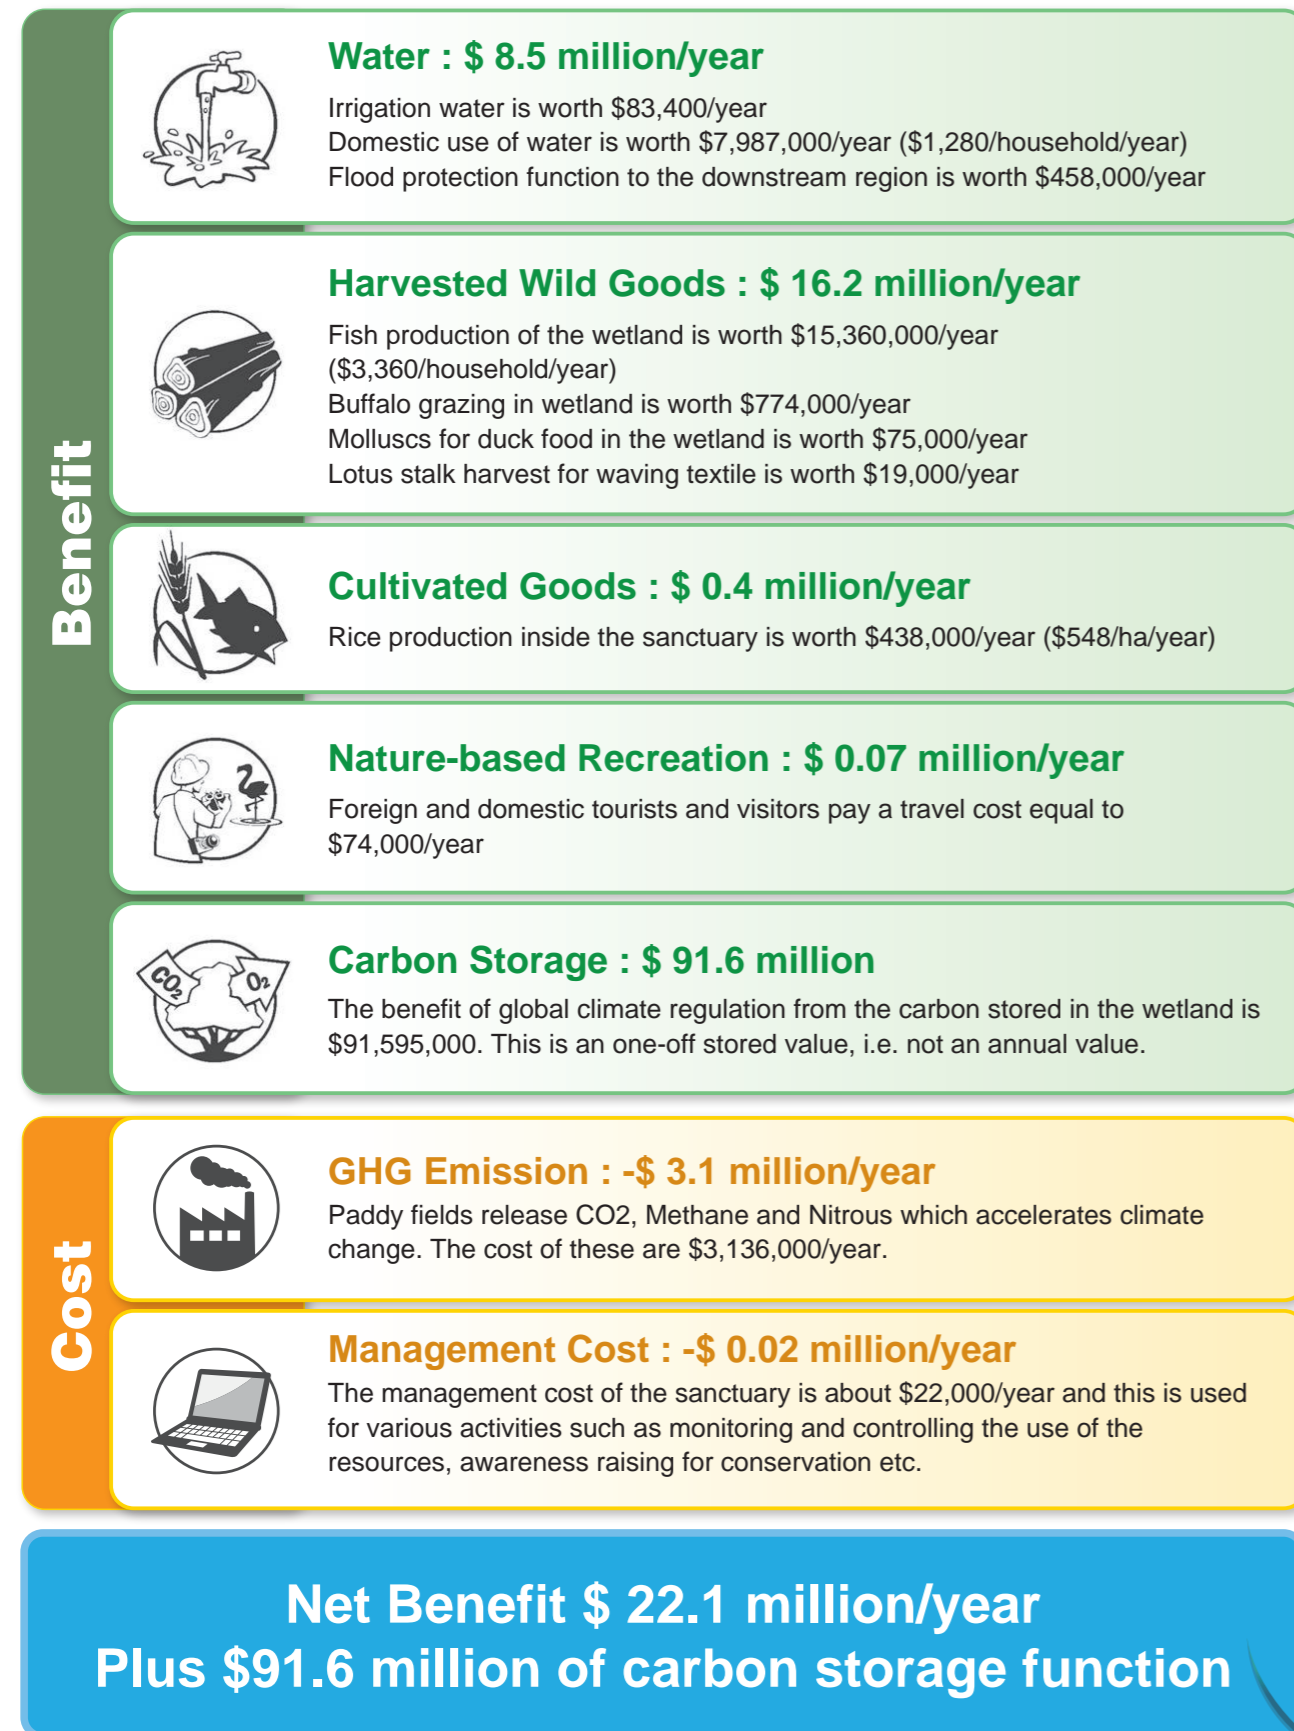 Benefit
Water : $ 8.5 million/year
Irrigation water is worth $83,400/year
Domestic use of water is worth $7,987,000/year ($1,280/household/year)
Flood protection function to the downstream region is worth $458,000/year
Harvested Wild Goods : $ 16.2 million/year
Fish production of the wetland is worth $15,360,000/year
($3,360/household/year)
Buffalo grazing in wetland is worth $774,000/year
Molluscs for duck food in the wetland is worth $75,000/year
Lotus stalk harvest for waving textile is worth $19,000/year
Cultivated Goods : $ 0.4 million/year
Rice production inside the sanctuary is worth $438,000/year ($548/ha/year)
Nature-based Recreation : $ 0.07 million/year
Foreign and domestic tourists and visitors pay a travel cost equal to
$74,000/year
CO2
O2
Carbon Storage : $ 91.6 million
The benefit of global climate regulation from the carbon stored in the wetland is
$91,595,000. This is an one-off stored value, i.e. not an annual value.
Cost
GHG Emission : -$ 3.1 million/year
Paddy fields release CO2, Methane and Nitrous which accelerates climate
change. The cost of these are $3,136,000/year.
Management Cost : -$ 0.02 million/year
The management cost of the sanctuary is about $22,000/year and this is used
for various activities such as monitoring and controlling the use of the
resources, awareness raising for conservation etc.
Net Benefit $ 22.1 million/year
Plus $91.6 million of carbon storage function